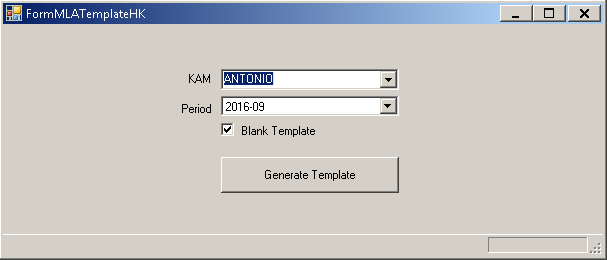 FormMLATemplateHK
KAM ANTONIO
Period 2016-09
Blank Template
Generate Template